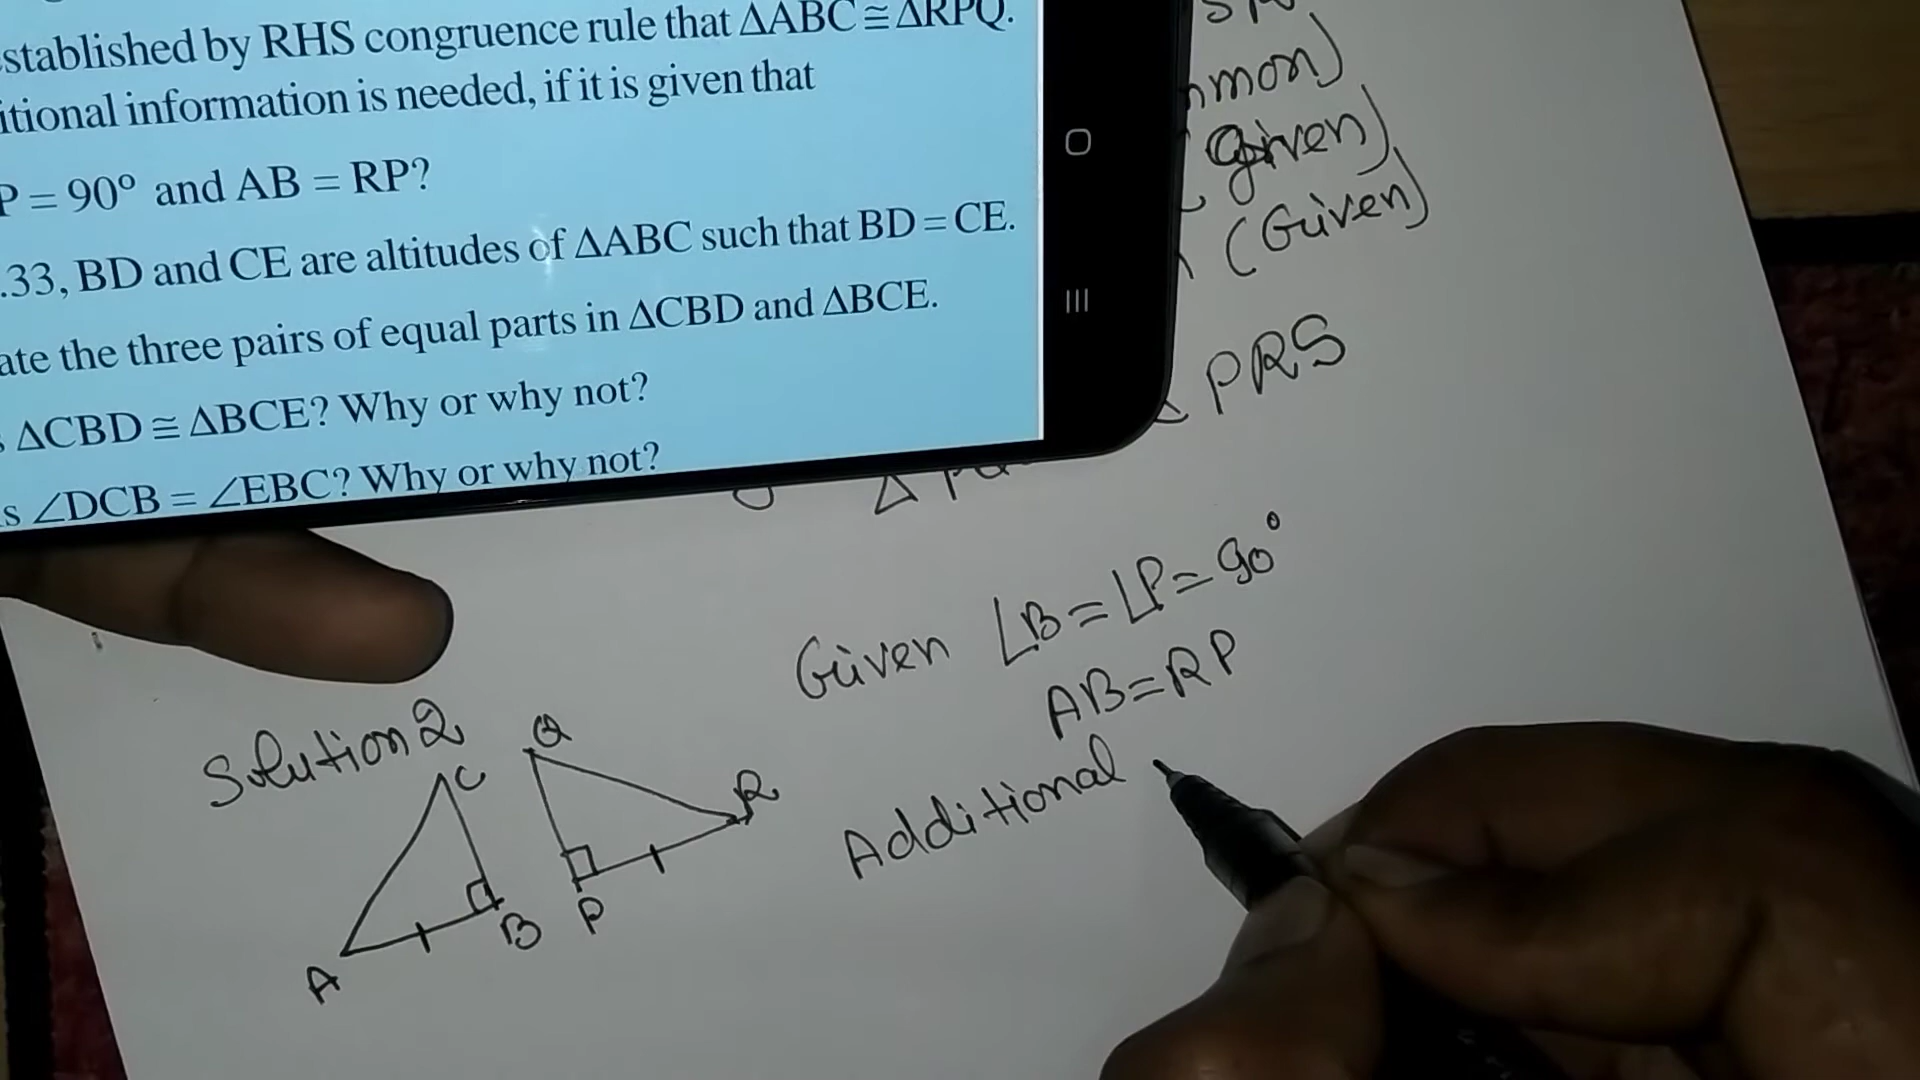 stablished by RHS congruence rule that ΔABC ≅ ΔRPQ.
itional information is needed, if it is given that
P = 90° and AB = RP?
.33, BD and CE are altitudes of ΔABC such that BD = CE.
ate the three pairs of equal parts in ΔCBD and ΔBCE.
s ΔCBD ≅ ΔBCE? Why or why not?
s ∠DCB = ∠EBC? Why or why not?
mmon)
(given)
(Given)
PRS
Given ∠B = ∠P = 90°
AB = RP
Additional
Solution 2
C
Q
R
A
B
P